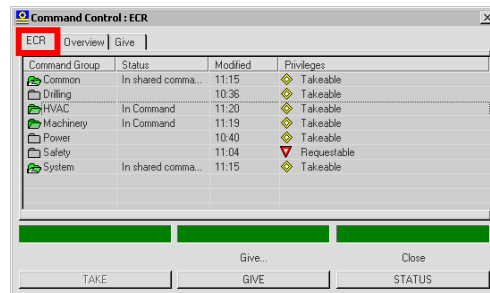 Command Control : ECR
ECR Overview Give
Command Group Status Modified Privileges
Common In shared comma... 11:15 Takeable
Drilling 10:36 Takeable
HVAC In Command 11:20 Takeable
Machinery In Command 11:19 Takeable
Power 10:40 Takeable
Safety 11:04 Requestable
System In shared comma... 11:15 Takeable
Give... Close
TAKE GIVE STATUS